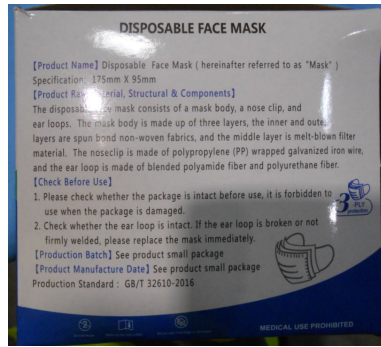 DISPOSABLE FACE MASK
【Product Name】Disposable Face Mask ( hereinafter referred to as "Mask" )
Specification: 175mm X 95mm
【Product Raw Material, Structural & Components】
The disposable face mask consists of a mask body, a nose clip, and
ear loops. The mask body is made up of three layers, the inner and outer
layers are spun bond non-woven fabrics, and the middle layer is melt-blown filter
material. The noseclip is made of polypropylene (PP) wrapped galvanized iron wire,
and the ear loop is made of blended polyamide fiber and polyurethane fiber.
【Check Before Use】
1. Please check whether the package is intact before use, it is forbidden to
use when the package is damaged.
2. Check whether the ear loop is intact. If the ear loop is broken or not
firmly welded, please replace the mask immediately.
3-PLY
protection
【Production Batch】See product small package
【Product Manufacture Date】See product small package
Production Standard : GB/T 32610-2016
MEDICAL USE PROHIBITED